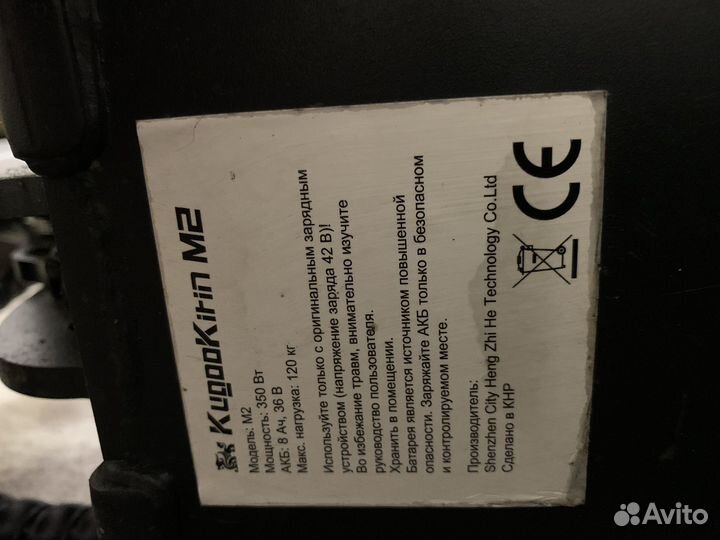 KugooKirin M2
Модель: M2
Мощность: 350 Вт
АКБ: 8 Ач, 36 В
Макс. нагрузка: 120 кг
Используйте только с оригинальным зарядным
устройством (напряжение заряда 42 В)!
Во избежание травм, внимательно изучите
руководство пользователя.
Хранить в помещении.
Батарея является источником повышенной
опасности. Заряжайте АКБ только в безопасном
и контролируемом месте.
Производитель:
Shenzhen City Heng Zhi He Technology Co.Ltd
Сделано в КНР
CE
Avito